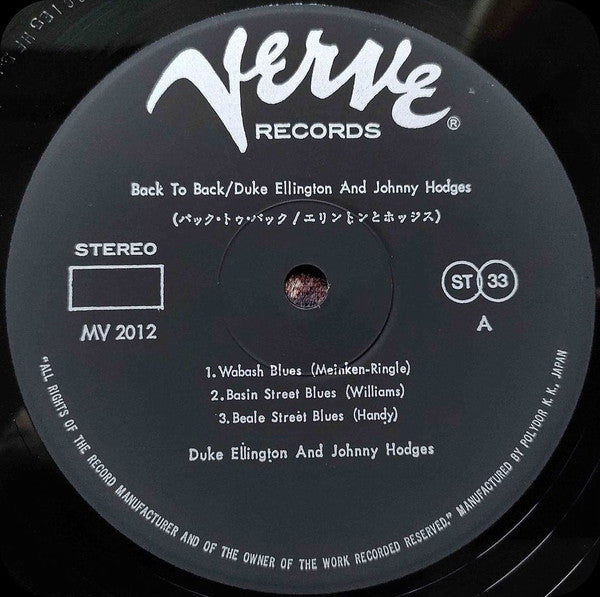 Verve
RECORDS ®
Back To Back/Duke Ellington And Johnny Hodges
(バック・トゥ・バック/エリントンとホッジス)
STEREO
MV 2012
ST 33
A
1. Wabash Blues (Meinken-Ringle)
2. Basin Street Blues (Williams)
3. Beale Street Blues (Handy)
Duke Ellington And Johnny Hodges
"ALL RIGHTS OF THE RECORD MANUFACTURER AND OF THE OWNER OF THE WORK RECORDED RESERVED." MANUFACTURED BY POLYDOR K. K., JAPAN